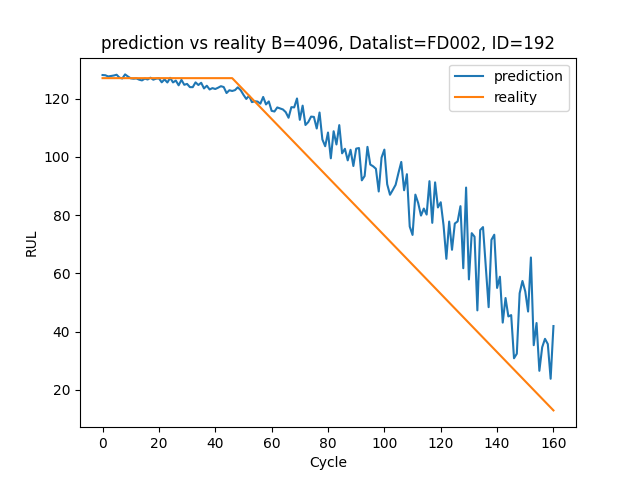 prediction vs reality B=4096, Datalist=FD002, ID=192
prediction
reality
RUL
120
100
80
60
40
20
0 20 40 60 80 100 120 140 160
Cycle